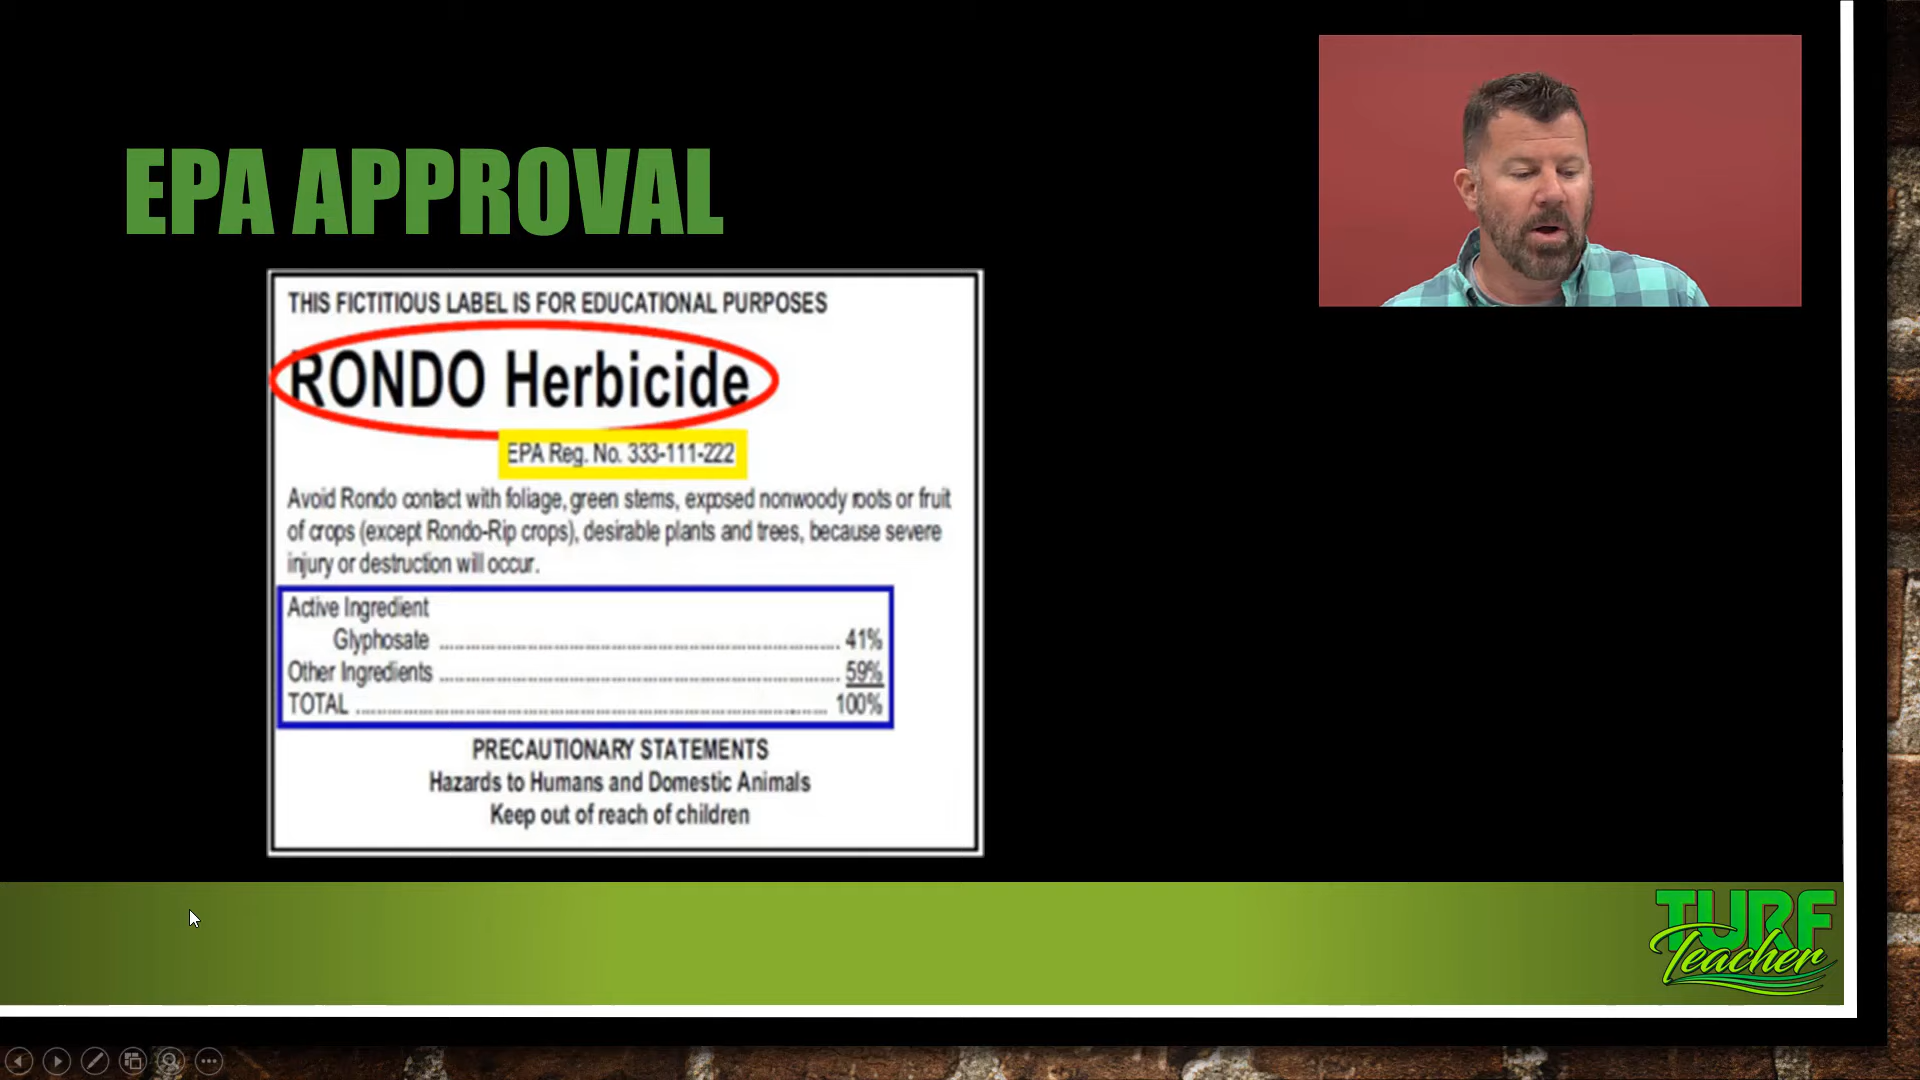 EPA APPROVAL
THIS FICTITIOUS LABEL IS FOR EDUCATIONAL PURPOSES
RONDO Herbicide
EPA Reg. No. 333-111-222
Avoid Rondo contact with foliage, green stems, exposed nonwoody roots or fruit
of crops (except Rondo-Rip crops), desirable plants and trees, because severe
injury or destruction will occur.
Active Ingredient
Glyphosate ........................................ 41%
Other Ingredients ........................................ 59%
TOTAL ........................................ 100%
PRECAUTIONARY STATEMENTS
Hazards to Humans and Domestic Animals
Keep out of reach of children
TURF
Teacher